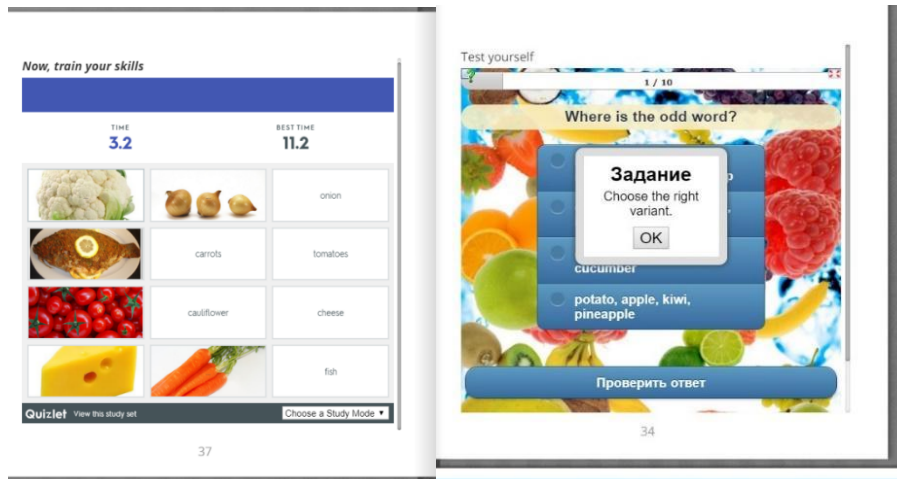 Now, train your skills
TIME
3.2
BEST TIME
11.2
onion
carrots
tomatoes
cauliflower
cheese
fish
Quizlet View this study set
Choose a Study Mode
37
Test yourself
1 / 10
Where is the odd word?
Задание
Choose the right
variant.
OK
cucumber
potato, apple, kiwi,
pineapple
Проверить ответ
34